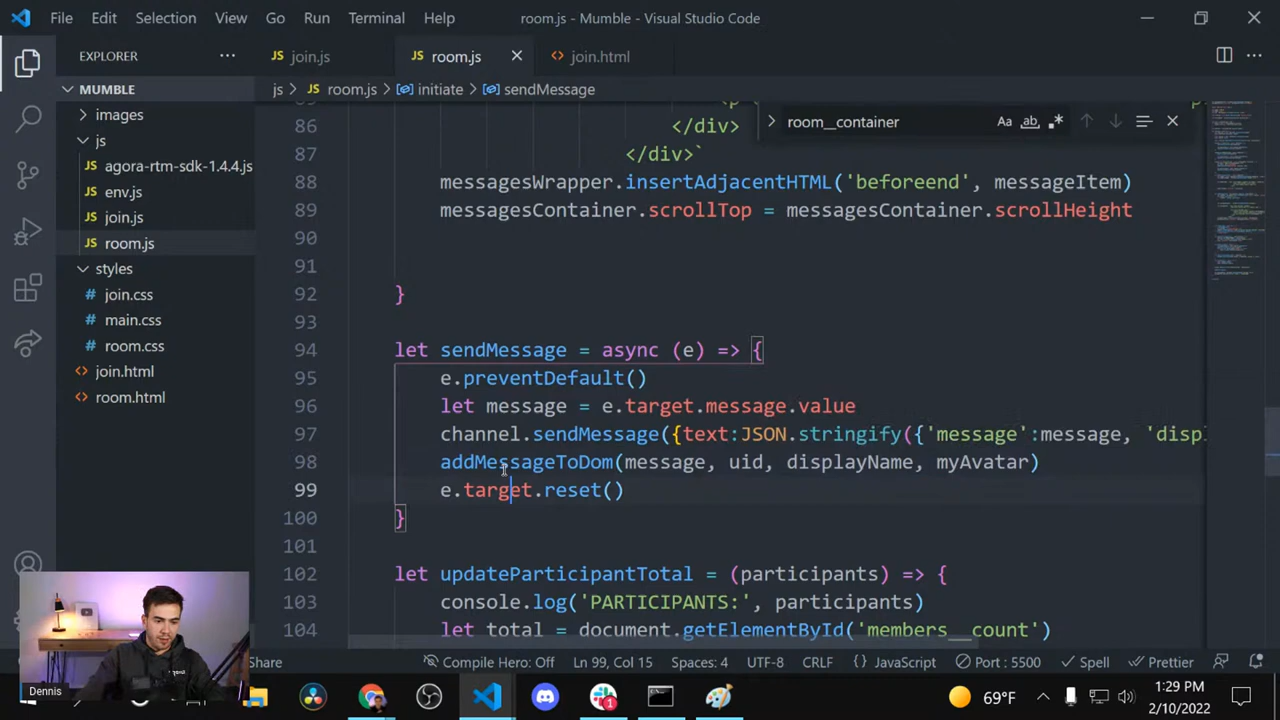 File Edit Selection View Go Run Terminal Help room.js - Mumble - Visual Studio Code
EXPLORER
JS join.js
JS room.js
<> join.html
MUMBLE
js > JS room.js > initiate > sendMessage
images
js
JS agora-rtm-sdk-1.4.4.js
JS env.js
JS join.js
JS room.js
styles
# join.css
# main.css
# room.css
<> join.html
<> room.html
room__container
Aa ab
86 </div>
87 </div>`
88 messagesWrapper.insertAdjacentHTML('beforeend', messageItem)
89 messagesContainer.scrollTop = messagesContainer.scrollHeight
90
91
92 }
93
94 let sendMessage = async (e) => {
95 e.preventDefault()
96 let message = e.target.message.value
97 channel.sendMessage({text:JSON.stringify({'message':message, 'displ
98 addMessageToDom(message, uid, displayName, myAvatar)
99 e.target.reset()
100 }
101
102 let updateParticipantTotal = (participants) => {
103 console.log('PARTICIPANTS:', participants)
104 let total = document.getElementById('members__count')
Share Compile Hero: Off Ln 99, Col 15 Spaces: 4 UTF-8 CRLF {} JavaScript Port : 5500 Spell Prettier
Dennis
1
69°F
1:29 PM
2/10/2022